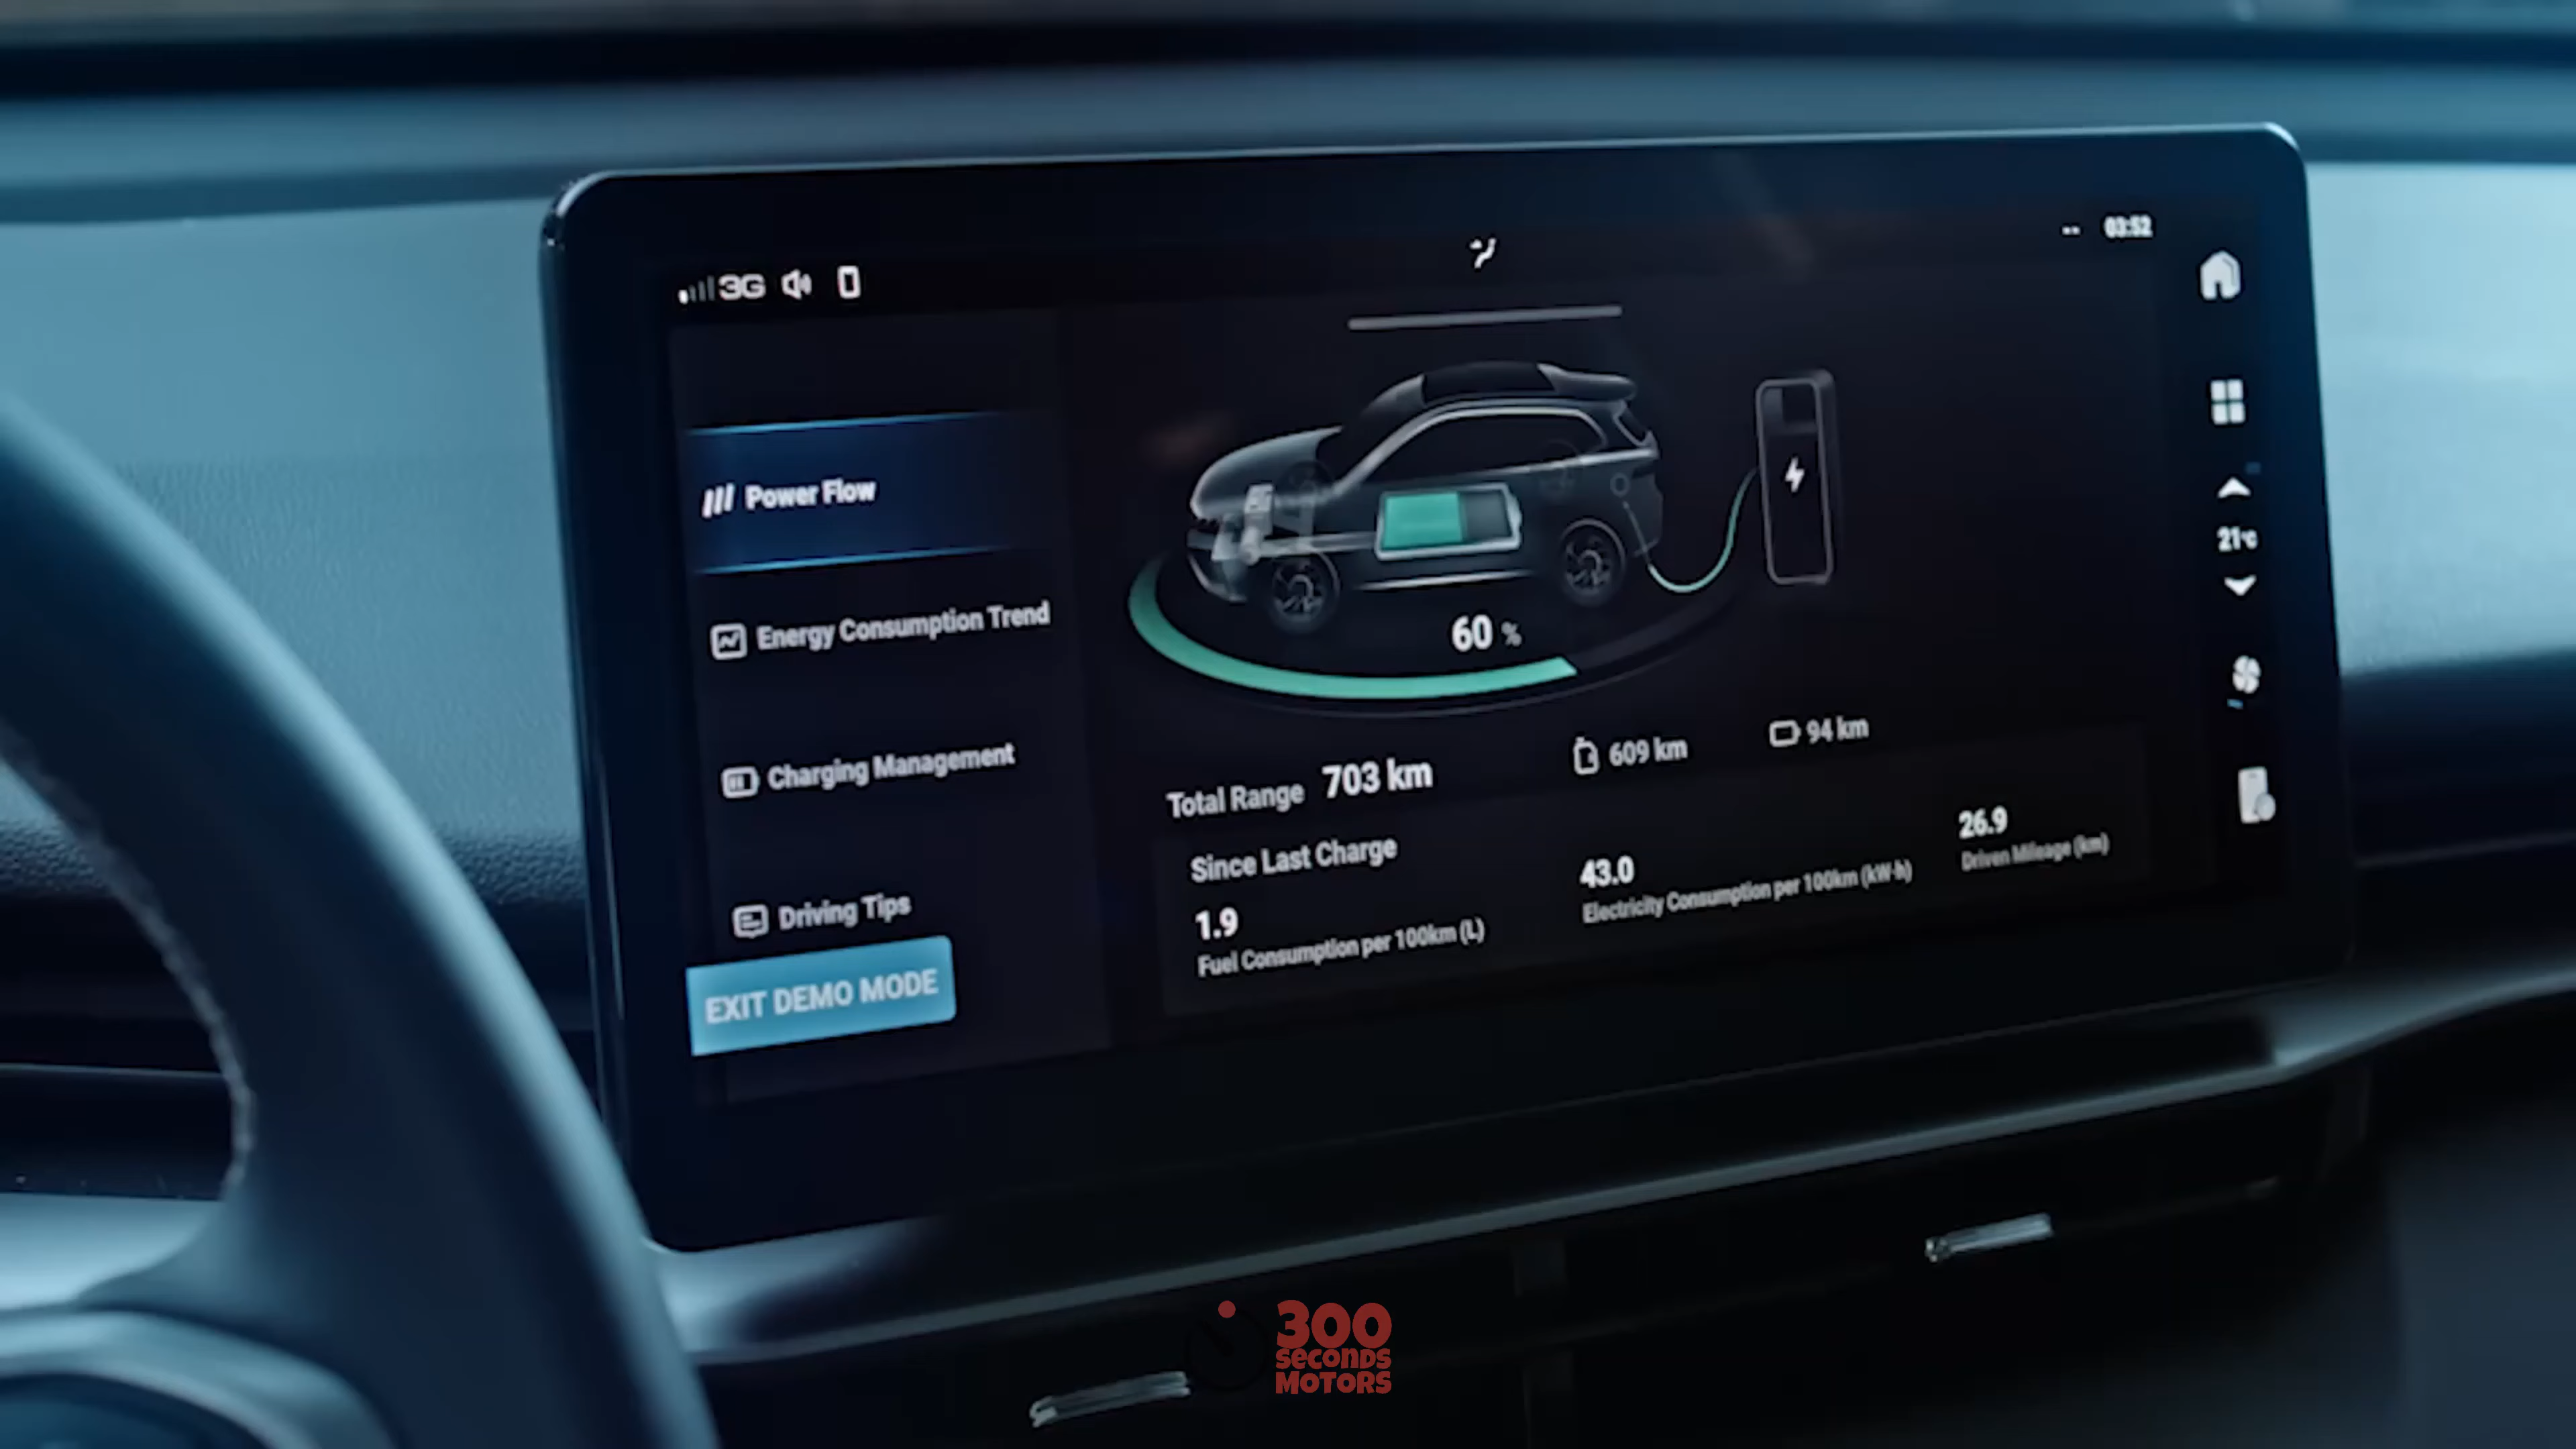 3G
03:52
Power Flow
Energy Consumption Trend
Charging Management
Driving Tips
EXIT DEMO MODE
21°C
60 %
Total Range 703 km 609 km 94 km
Since Last Charge
1.9
Fuel Consumption per 100km (L)
43.0
Electricity Consumption per 100km (kW·h)
26.9
Driven Mileage (km)
300
seconds
MOTORS